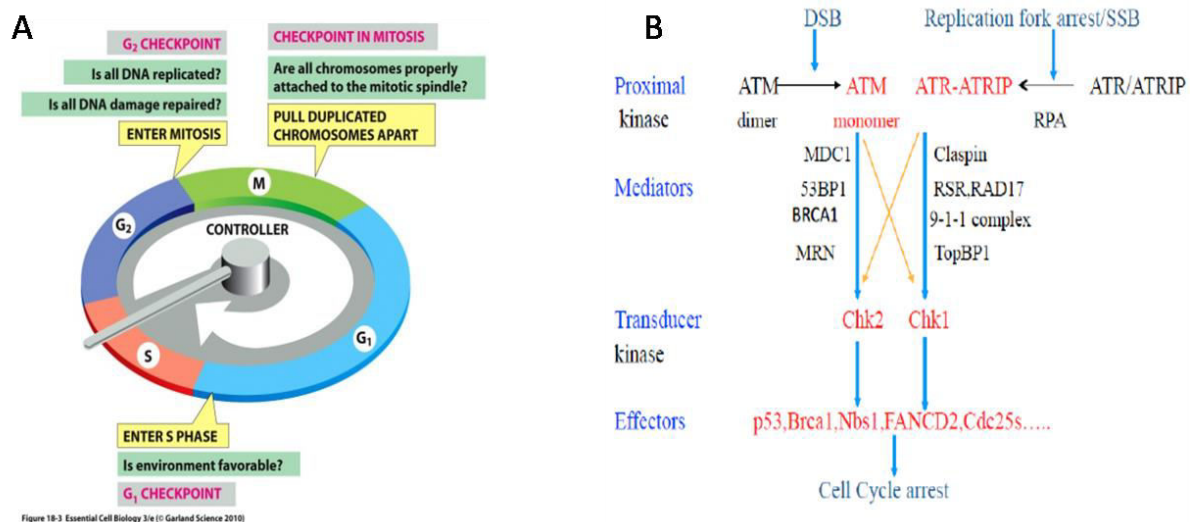 A
G2 CHECKPOINT
Is all DNA replicated?
Is all DNA damage repaired?
ENTER MITOSIS
CHECKPOINT IN MITOSIS
Are all chromosomes properly
attached to the mitotic spindle?
PULL DUPLICATED
CHROMOSOMES APART
M
G2
CONTROLLER
G1
S
ENTER S PHASE
Is environment favorable?
G1 CHECKPOINT
Figure 18-3 Essential Cell Biology 3/e (© Garland Science 2010)
B
DSB
Replication fork arrest/SSB
Proximal
kinase
ATM
dimer
ATM
monomer
ATR-ATRIP
ATR/ATRIP
RPA
Mediators
MDC1
53BP1
BRCA1
MRN
Claspin
RSR,RAD17
9-1-1 complex
TopBP1
Transducer
kinase
Chk2
Chk1
Effectors
p53,Brca1,Nbs1,FANCD2,Cdc25s.....
Cell Cycle arrest